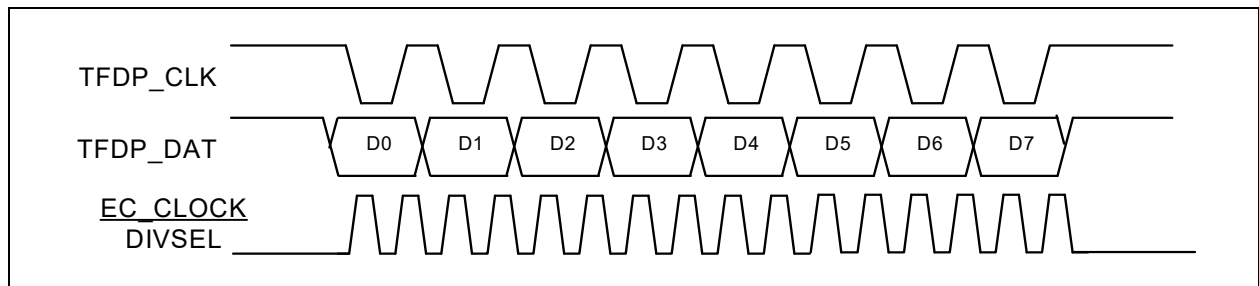 TFDP_CLK
TFDP_DAT
D0 D1 D2 D3 D4 D5 D6 D7
EC_CLOCK
DIVSEL